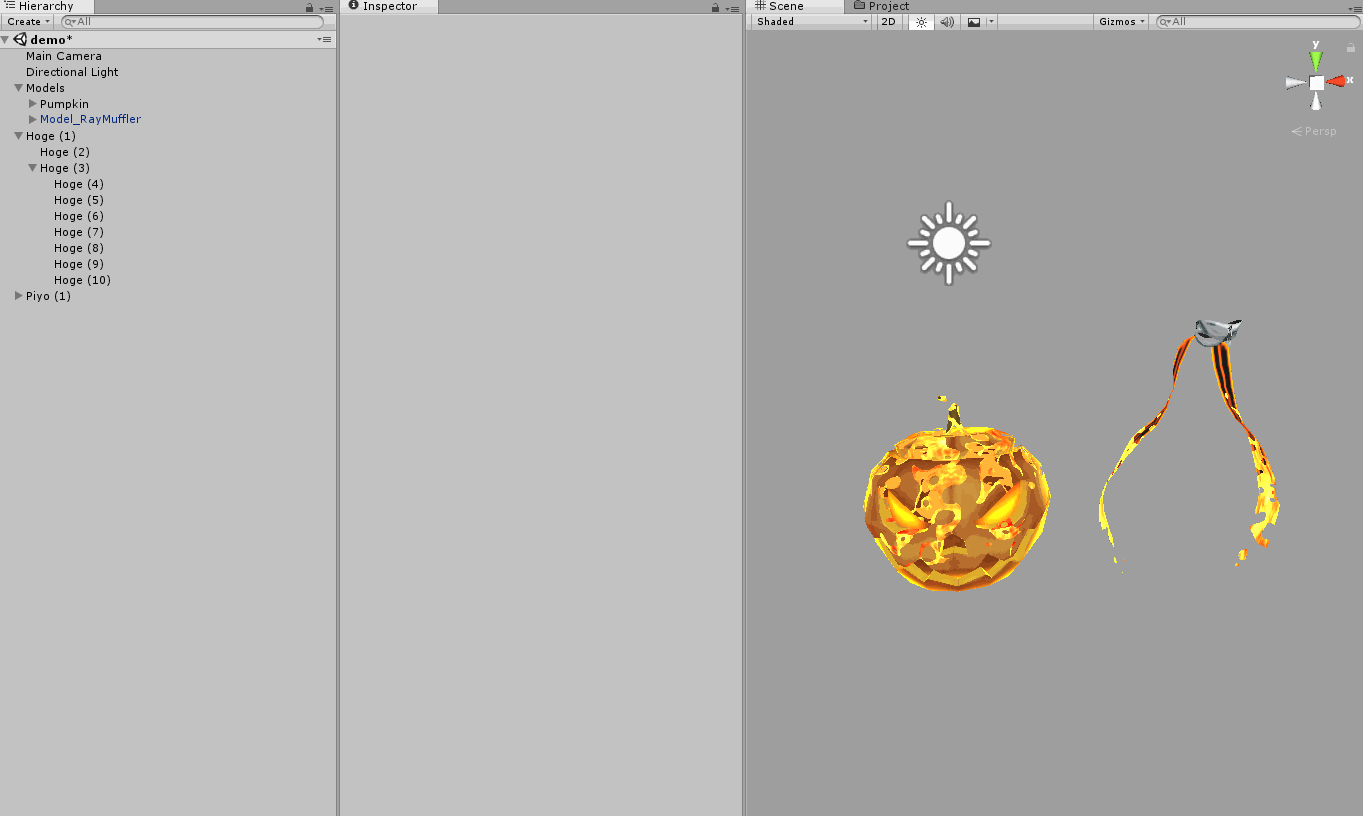 Hierarchy
Create
All
demo*
Main Camera
Directional Light
Models
Pumpkin
Model_RayMuffler
Hoge (1)
Hoge (2)
Hoge (3)
Hoge (4)
Hoge (5)
Hoge (6)
Hoge (7)
Hoge (8)
Hoge (9)
Hoge (10)
Piyo (1)
Inspector
Scene Project
Shaded 2D Gizmos All
y
x
Persp